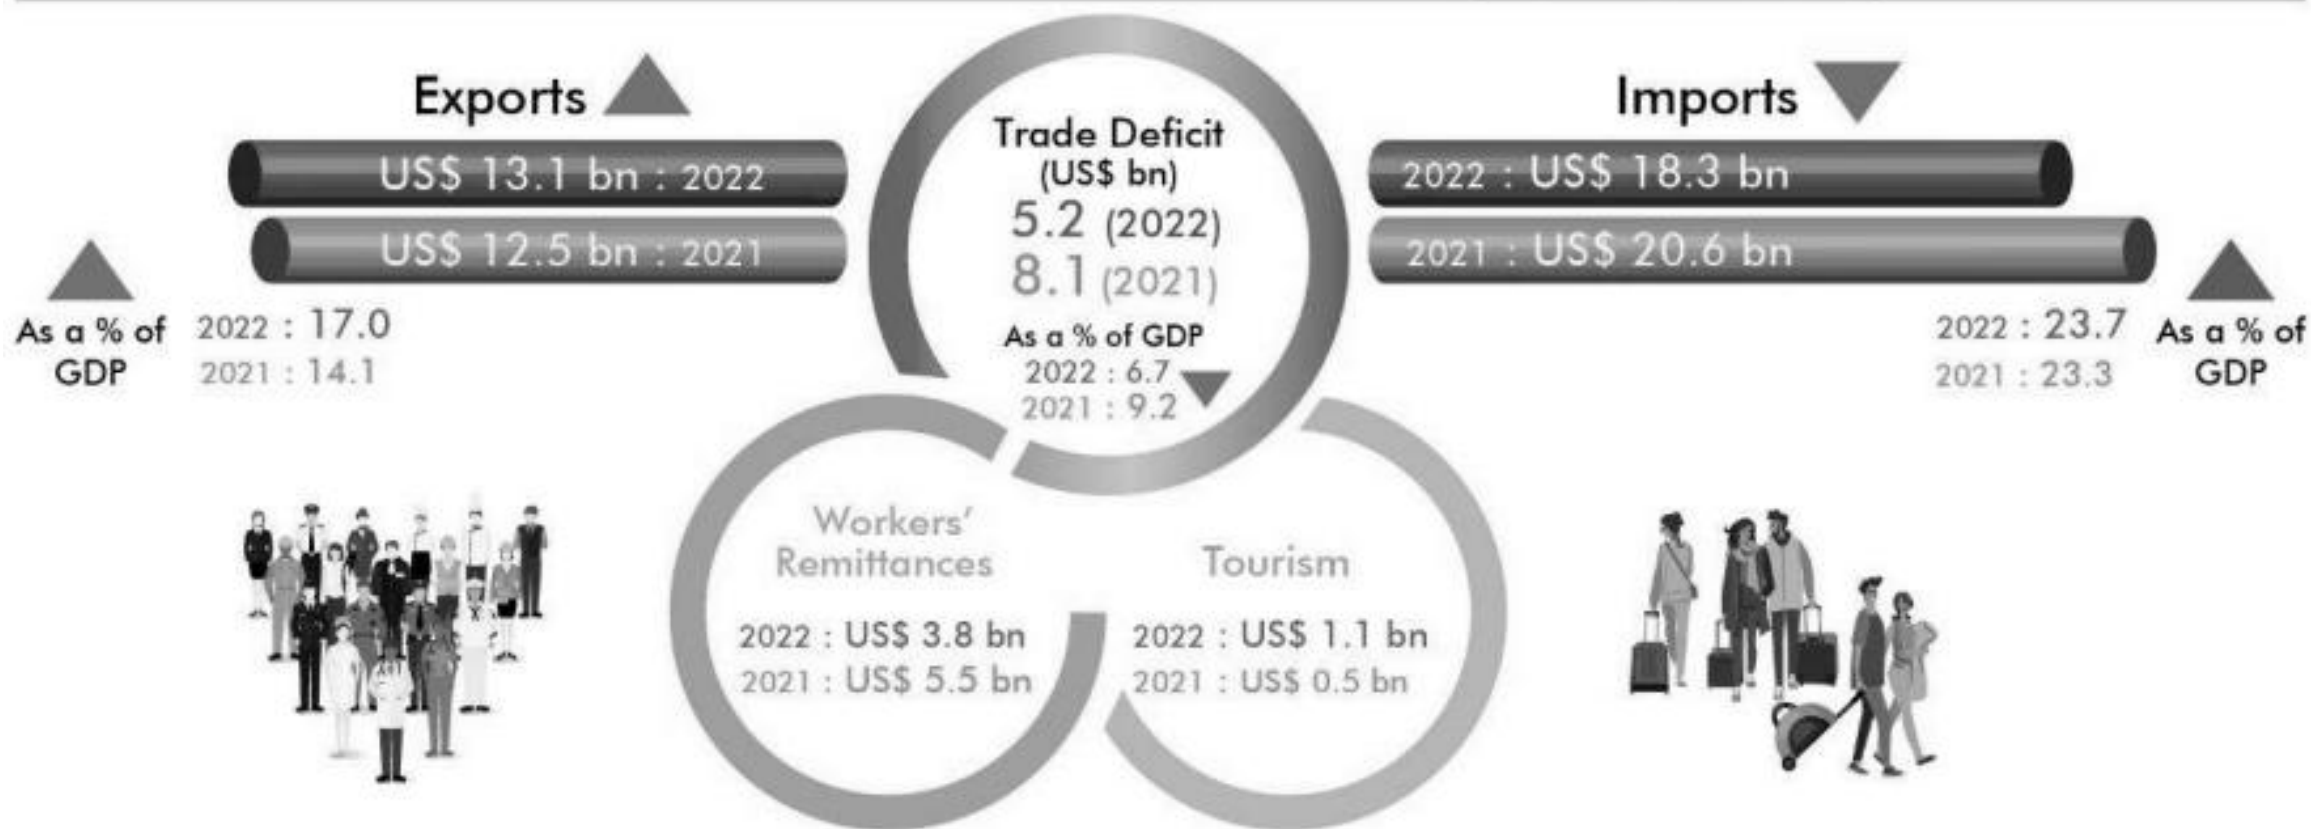 Exports
US$ 13.1 bn : 2022
US$ 12.5 bn : 2021
As a % of
GDP
2022 : 17.0
2021 : 14.1
Trade Deficit
(US$ bn)
5.2 (2022)
8.1 (2021)
As a % of GDP
2022 : 6.7
2021 : 9.2
Imports
2022 : US$ 18.3 bn
2021 : US$ 20.6 bn
2022 : 23.7
2021 : 23.3
As a % of
GDP
Workers'
Remittances
2022 : US$ 3.8 bn
2021 : US$ 5.5 bn
Tourism
2022 : US$ 1.1 bn
2021 : US$ 0.5 bn